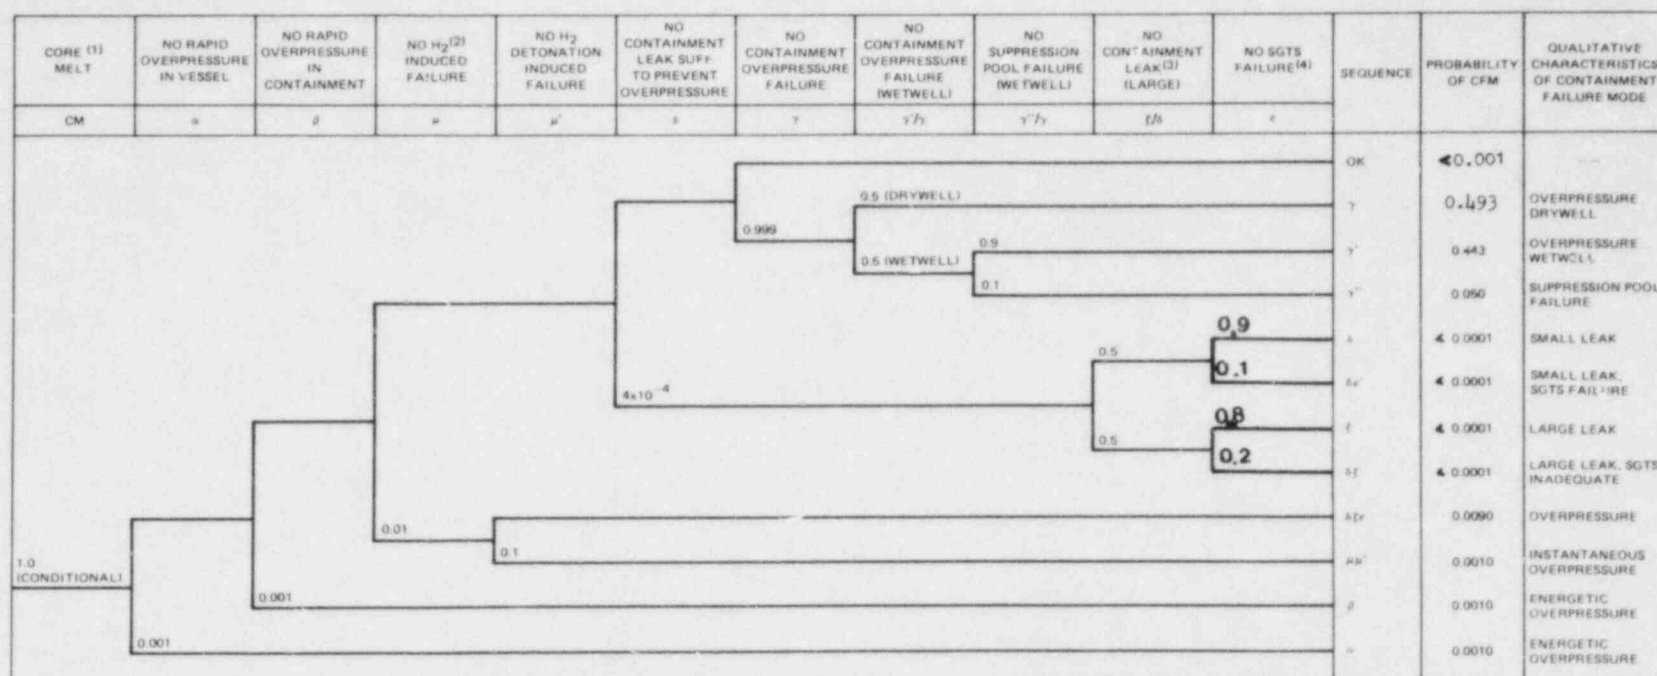 CORE (1)
MELT
NO RAPID
OVERPRESSURE
IN VESSEL
NO RAPID
OVERPRESSURE
IN
CONTAINMENT
NO H2(2)
INDUCED
FAILURE
NO H2
DETONATION
INDUCED
FAILURE
NO
CONTAINMENT
LEAK SUFF
TO PREVENT
OVERPRESSURE
NO
CONTAINMENT
OVERPRESSURE
FAILURE
NO
CONTAINMENT
OVERPRESSURE
FAILURE
(WETWELL)
NO
SUPPRESSION
POOL FAILURE
(WETWELL)
NO
CONTAINMENT
LEAK(3)
(LARGE)
NO SGTS
FAILURE(4)
SEQUENCE
PROBABILITY
OF CFM
QUALITATIVE
CHARACTERISTICS
OF CONTAINMENT
FAILURE MODE
CM
α
β
μ
μ'
γ
γ'/γ
γ''/γ
ξ/δ
ε
OK
<0.001
0.5 (DRYWELL)
γ
0.493
OVERPRESSURE
DRYWELL
0.999
0.5 (WETWELL)
0.9
γ'
0.443
OVERPRESSURE
WETWELL
0.1
γ''
0.050
SUPPRESSION POOL
FAILURE
0.9
< 0.0001
SMALL LEAK
0.5
0.1
< 0.0001
SMALL LEAK,
SGTS FAILURE
4x10−4
0.8
ξ
< 0.0001
LARGE LEAK
0.5
0.2
< 0.0001
LARGE LEAK, SGTS
INADEQUATE
0.01
0.0090
OVERPRESSURE
0.1
μμ'
0.0010
INSTANTANEOUS
OVERPRESSURE
1.0
(CONDITIONAL)
0.001
β
0.0010
ENERGETIC
OVERPRESSURE
0.001
0.0010
ENERGETIC
OVERPRESSURE